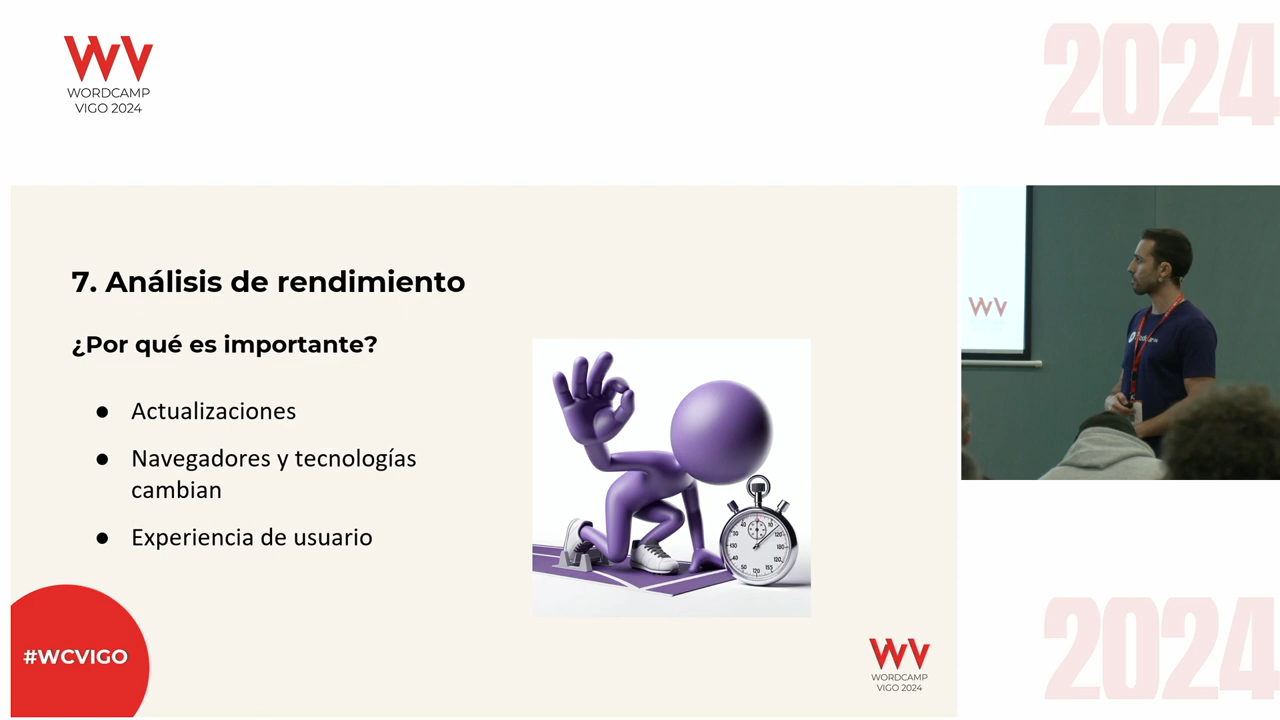 WORDCAMP
VIGO 2024
2024
7. Análisis de rendimiento
¿Por qué es importante?
● Actualizaciones
● Navegadores y tecnologías
cambian
● Experiencia de usuario
#WCVIGO
WORDCAMP
VIGO 2024
2024